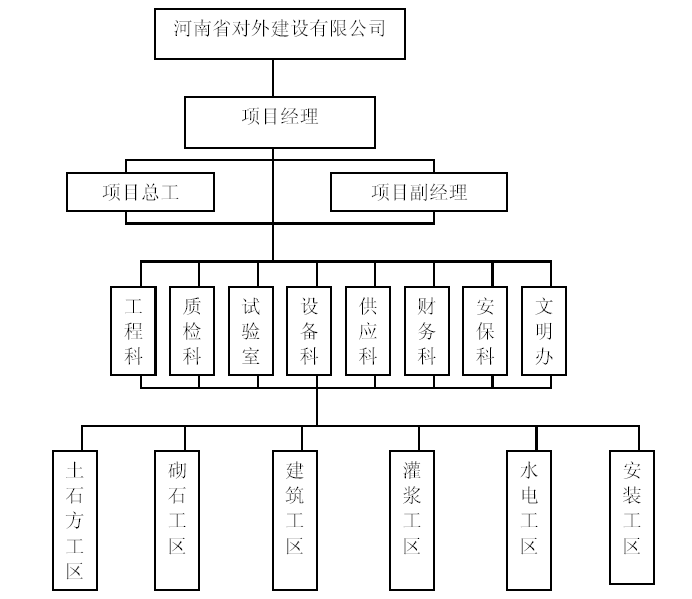 河南省对外建设有限公司
项目经理
项目总工
项目副经理
工程科
质检科
试验室
设备科
供应科
财务科
安保科
文明办
土石方工区
砌石工区
建筑工区
灌浆工区
水电工区
安装工区